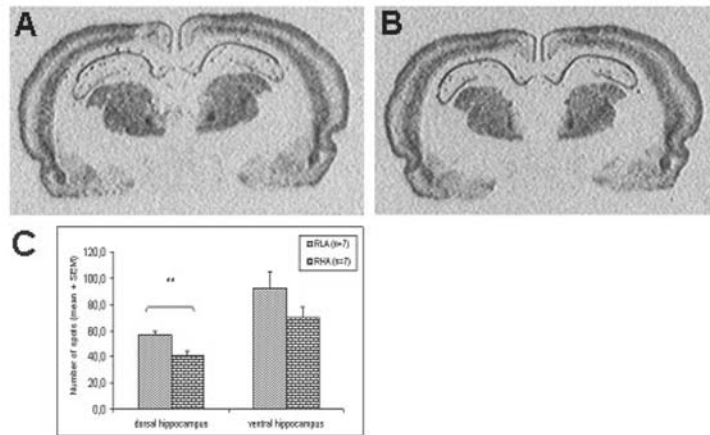 A
B
C
Number of spots (mean + SEM)
120,0
100,0
80,0
60,0
40,0
20,0
0,0
**
RLA (n=7)
RHA (n=7)
dorsal hippocampus
ventral hippocampus